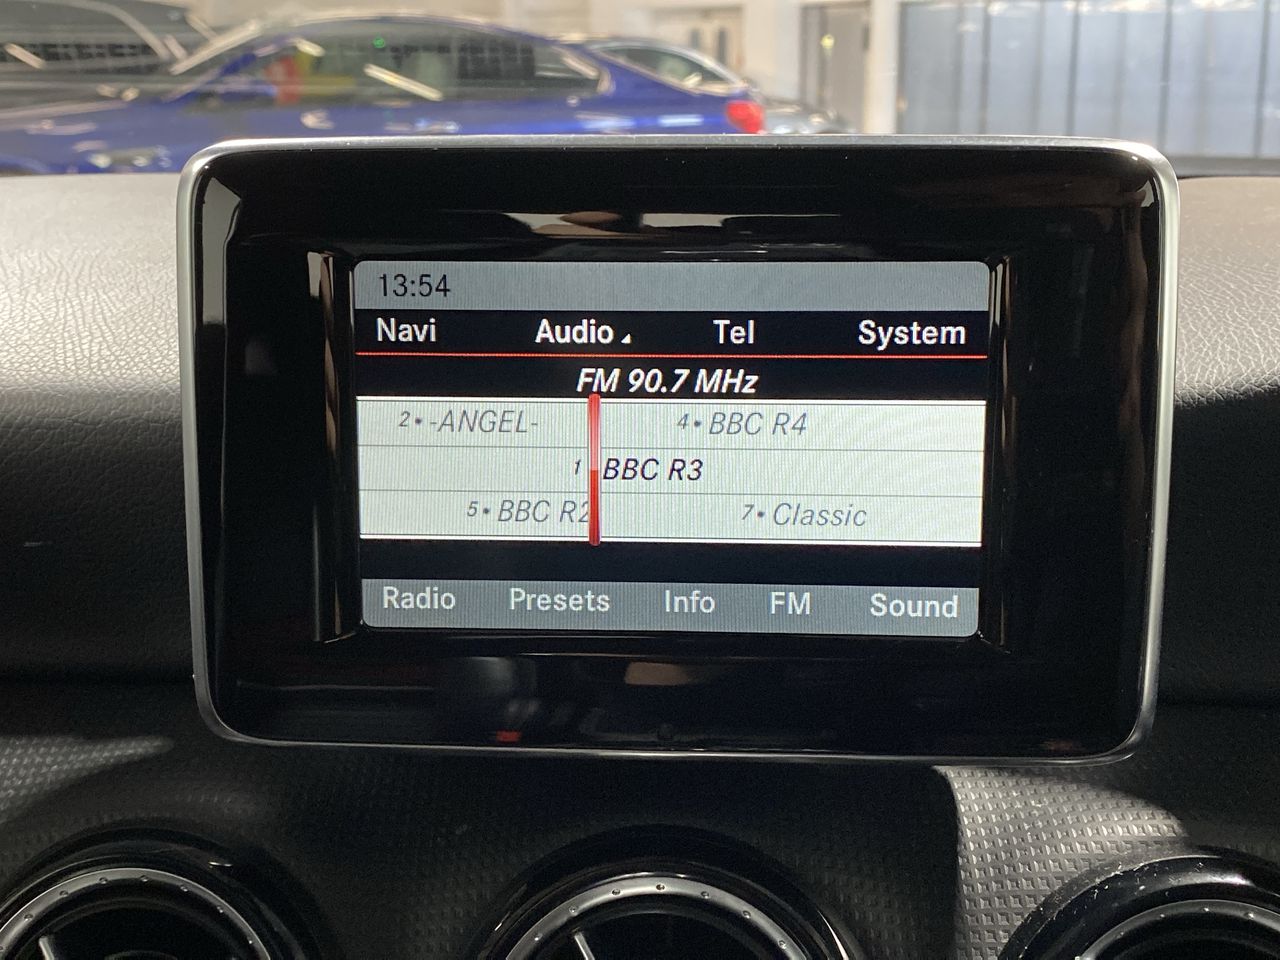 13:54
Navi Audio Tel System
FM 90.7 MHz
2• -ANGEL- 4• BBC R4
1 BBC R3
5• BBC R2 7• Classic
Radio Presets Info FM Sound